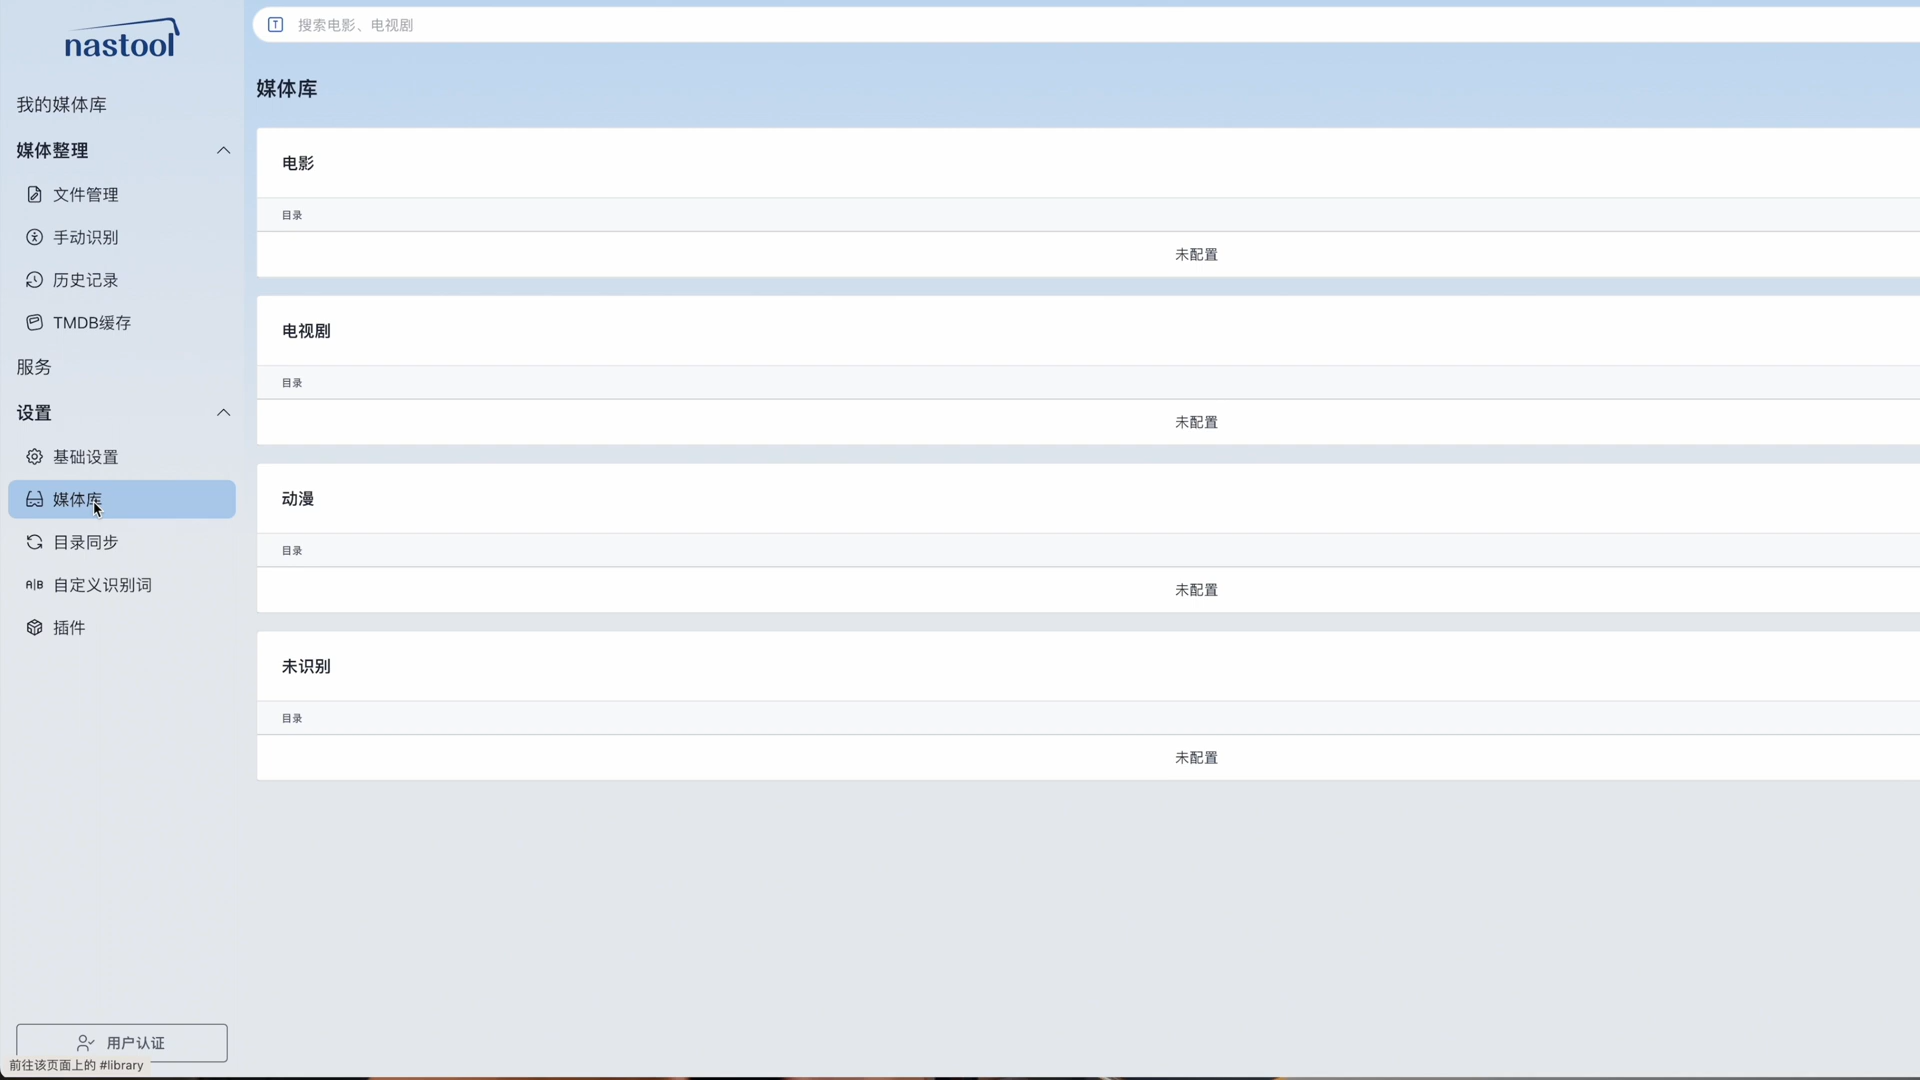 nastool
搜索电影、电视剧
我的媒体库
媒体整理
文件管理
手动识别
历史记录
TMDB缓存
服务
设置
基础设置
媒体库
目录同步
A|B 自定义识别词
插件
用户认证
前往该页面上的 #library
媒体库
电影
目录
未配置
电视剧
目录
未配置
动漫
目录
未配置
未识别
目录
未配置